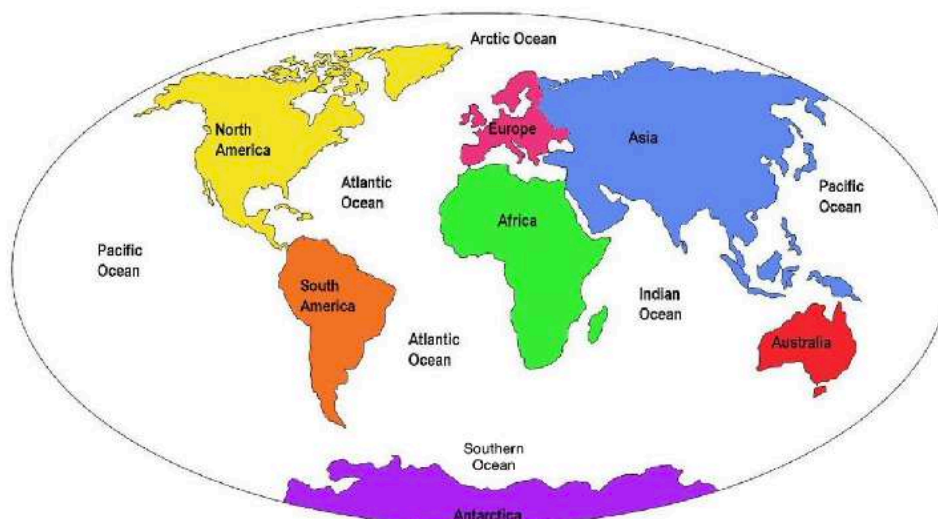 Arctic Ocean
North
America
Europe
Asia
Atlantic
Ocean
Pacific
Ocean
Africa
Pacific
Ocean
South
America
Indian
Ocean
Atlantic
Ocean
Australia
Southern
Ocean
Antarctica